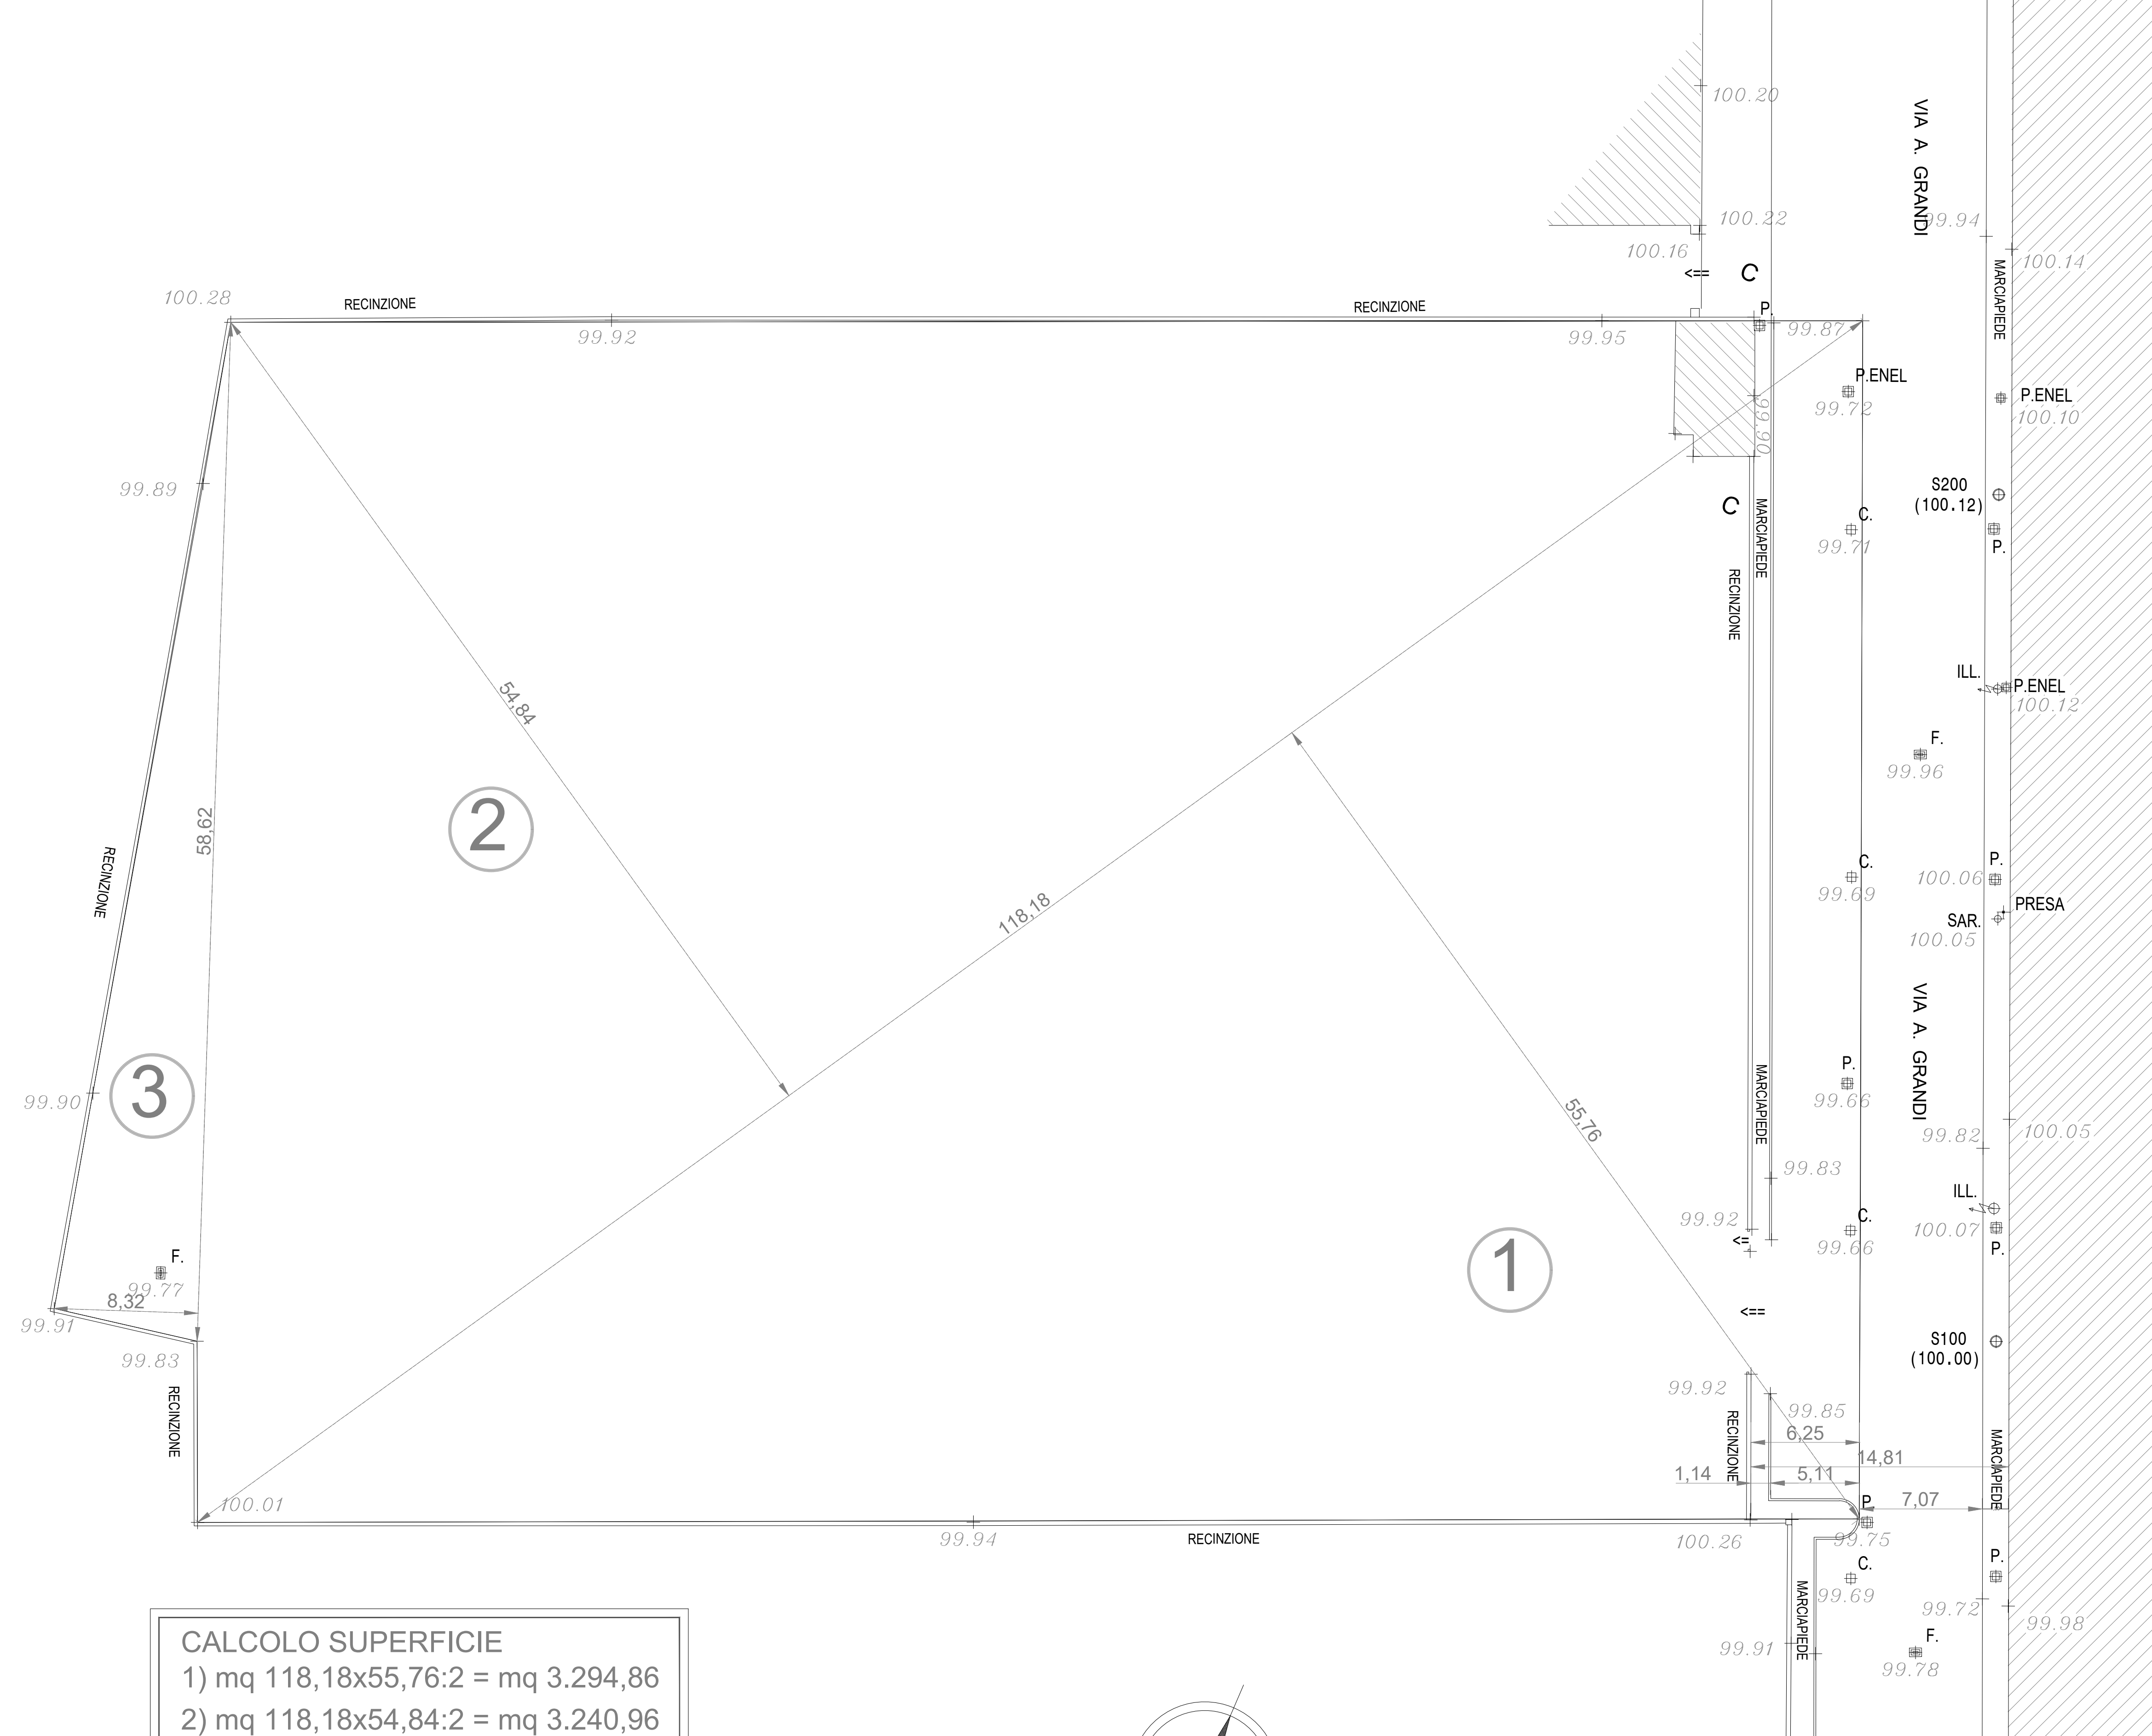 100.20
VIA A. GRANDI
100.22
99.94
100.16
<== C
100.14
MARCIAPIEDE
100.28
RECINZIONE
RECINZIONE
P.
99.92
99.95
99.87
P.ENEL
99.72
P.ENEL
100.10
99,90
99.89
S200
(100.12)
C
MARCIAPIEDE
C.
99.71
P.
RECINZIONE
54,84
ILL.
P.ENEL
100.12
F.
99.96
58,62
2
RECINZIONE
118,18
C.
99.69
P.
100.06
PRESA
SAR.
100.05
VIA A. GRANDI
3
99.90
MARCIAPIEDE
P.
99.66
55,76
99.82
100.05
99.83
ILL.
99.92
<=
C.
99.66
100.07
P.
F.
99.77
8,32
99.91
1
<==
99.83
S100
(100.00)
RECINZIONE
99.92
99.85
RECINZIONE
6,25
14,81
1,14
5,11
MARCIAPIEDE
100.01
7,07
P.
99.94
RECINZIONE
100.26
99.75
C.
99.69
P.
MARCIAPIEDE
99.72
99.98
99.91
F.
99.78
CALCOLO SUPERFICIE
1) mq 118,18x55,76:2 = mq 3.294,86
2) mq 118,18x54,84:2 = mq 3.240,96